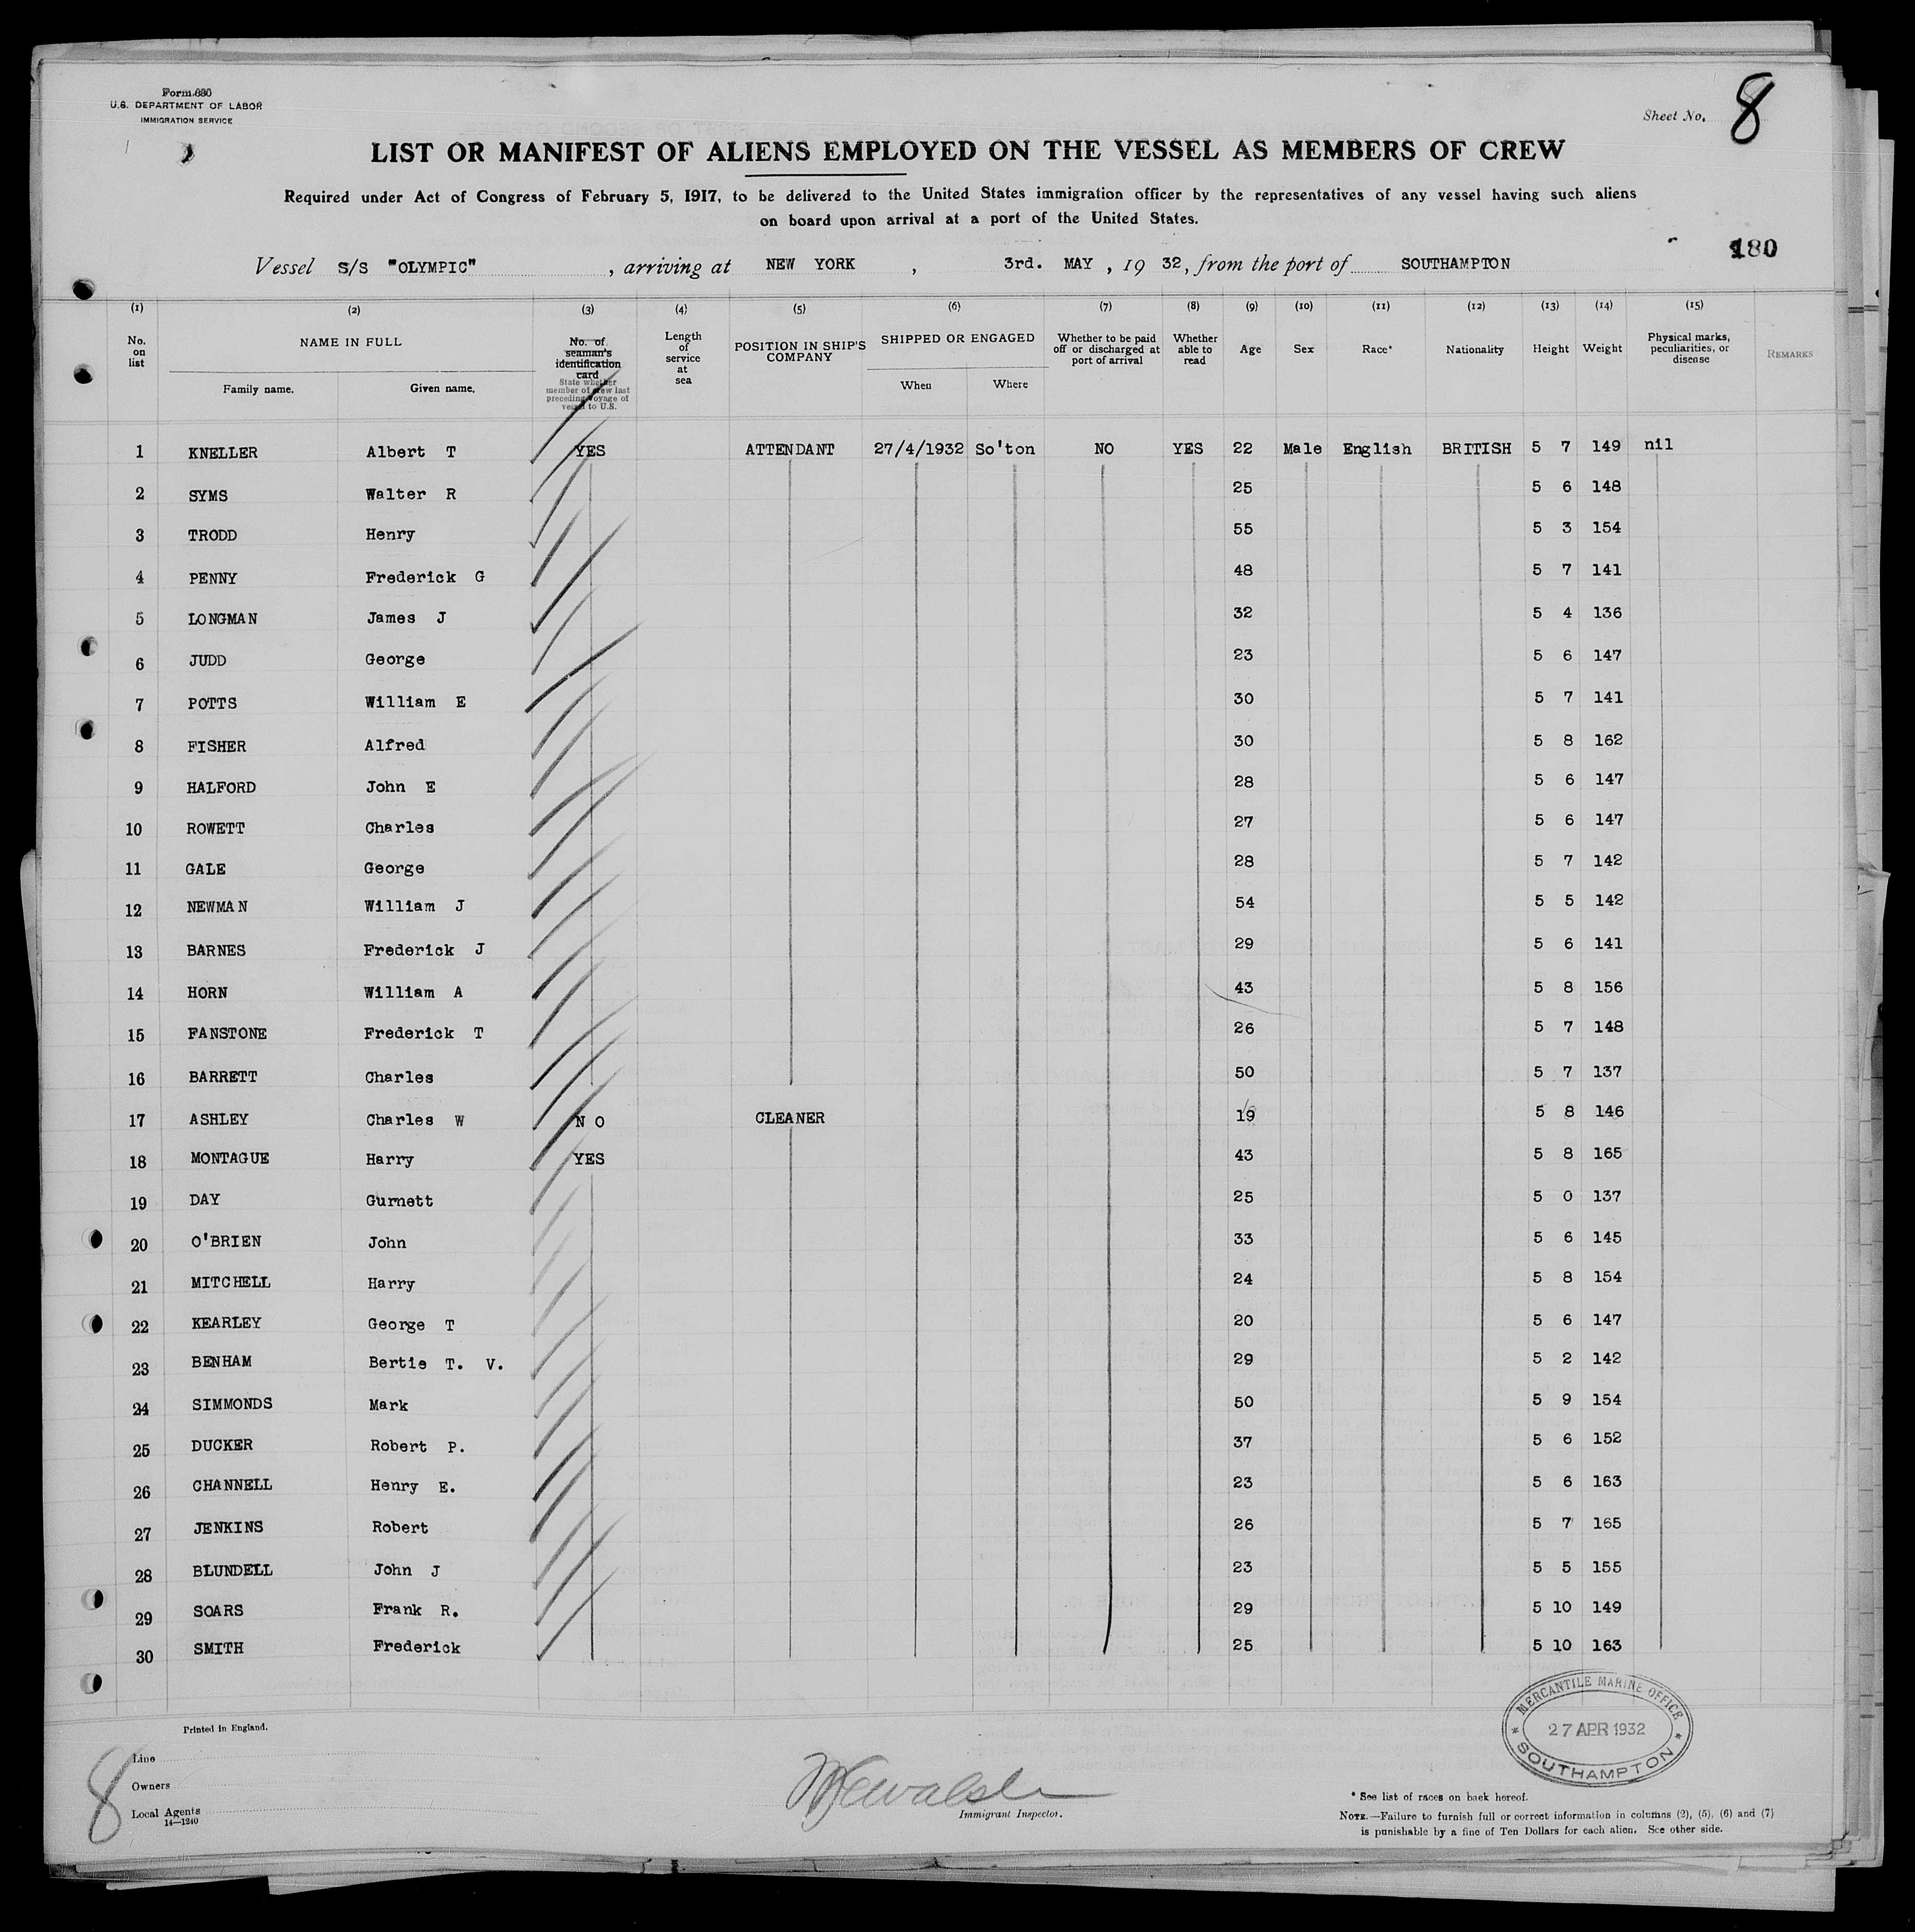 Form 680
U.S. DEPARTMENT OF LABOR
IMMIGRATION SERVICE
Sheet No. 8
LIST OR MANIFEST OF ALIENS EMPLOYED ON THE VESSEL AS MEMBERS OF CREW
Required under Act of Congress of February 5, 1917, to be delivered to the United States immigration officer by the representatives of any vessel having such aliens
on board upon arrival at a port of the United States.
180
Vessel S/S "OLYMPIC", arriving at NEW YORK, 3rd. MAY, 19 32, from the port of SOUTHAMPTON
(1) (2) (3) (4) (5) (6) (7) (8) (9) (10) (11) (12) (13) (14) (15)
No. on list
NAME IN FULL
Family name. Given name.
No. of seaman's identification card
State whether member of crew last preceding voyage of vessel to U.S.
Length of service at sea
POSITION IN SHIP'S COMPANY
SHIPPED OR ENGAGED
When Where
Whether to be paid off or discharged at port of arrival
Whether able to read
Age
Sex
Race*
Nationality
Height
Weight
Physical marks, peculiarities, or disease
REMARKS
1 KNELLER Albert T YES ATTENDANT 27/4/1932 So'ton NO YES 22 Male English BRITISH 5 7 149 nil
2 SYMS Walter R 25 5 6 148
3 TRODD Henry 55 5 3 154
4 PENNY Frederick G 48 5 7 141
5 LONGMAN James J 32 5 4 136
6 JUDD George 23 5 6 147
7 POTTS William E 30 5 7 141
8 FISHER Alfred 30 5 8 162
9 HALFORD John E 28 5 6 147
10 ROWETT Charles 27 5 6 147
11 GALE George 28 5 7 142
12 NEWMAN William J 54 5 5 142
13 BARNES Frederick J 29 5 6 141
14 HORN William A 43 5 8 156
15 FANSTONE Frederick T 26 5 7 148
16 BARRETT Charles 50 5 7 137
17 ASHLEY Charles W NO CLEANER 19 5 8 146
18 MONTAGUE Harry YES 43 5 8 165
19 DAY Gurnett 25 5 0 137
20 O'BRIEN John 33 5 6 145
21 MITCHELL Harry 24 5 8 154
22 KEARLEY George T 20 5 6 147
23 BENHAM Bertie T. V. 29 5 2 142
24 SIMMONDS Mark 50 5 9 154
25 DUCKER Robert P. 37 5 6 152
26 CHANNELL Henry E. 23 5 6 163
27 JENKINS Robert 26 5 7 165
28 BLUNDELL John J 23 5 5 155
29 SOARS Frank R. 29 5 10 149
30 SMITH Frederick 25 5 10 163
MERCANTILE MARINE OFFICE
27 APR 1932
SOUTHAMPTON
Printed in England.
8
Line
Owners
Local Agents
14—1240
Immigrant Inspector.
* See list of races on back hereof.
NOTE.—Failure to furnish full or correct information in columns (2), (5), (6) and (7)
is punishable by a fine of Ten Dollars for each alien. See other side.